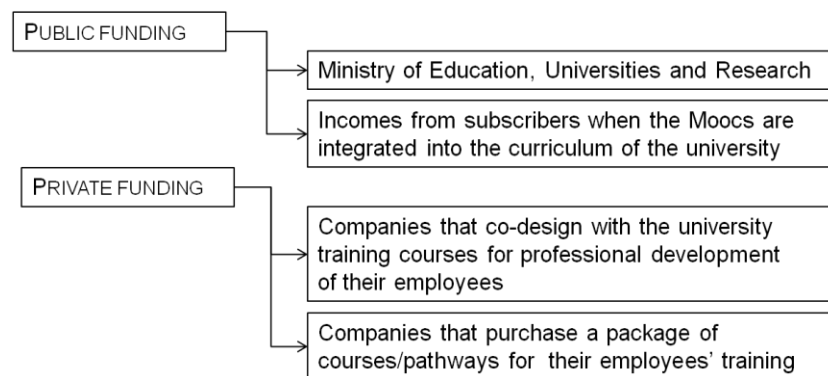 PUBLIC FUNDING
Ministry of Education, Universities and Research
Incomes from subscribers when the Moocs are
integrated into the curriculum of the university
PRIVATE FUNDING
Companies that co-design with the university
training courses for professional development
of their employees
Companies that purchase a package of
courses/pathways for their employees' training